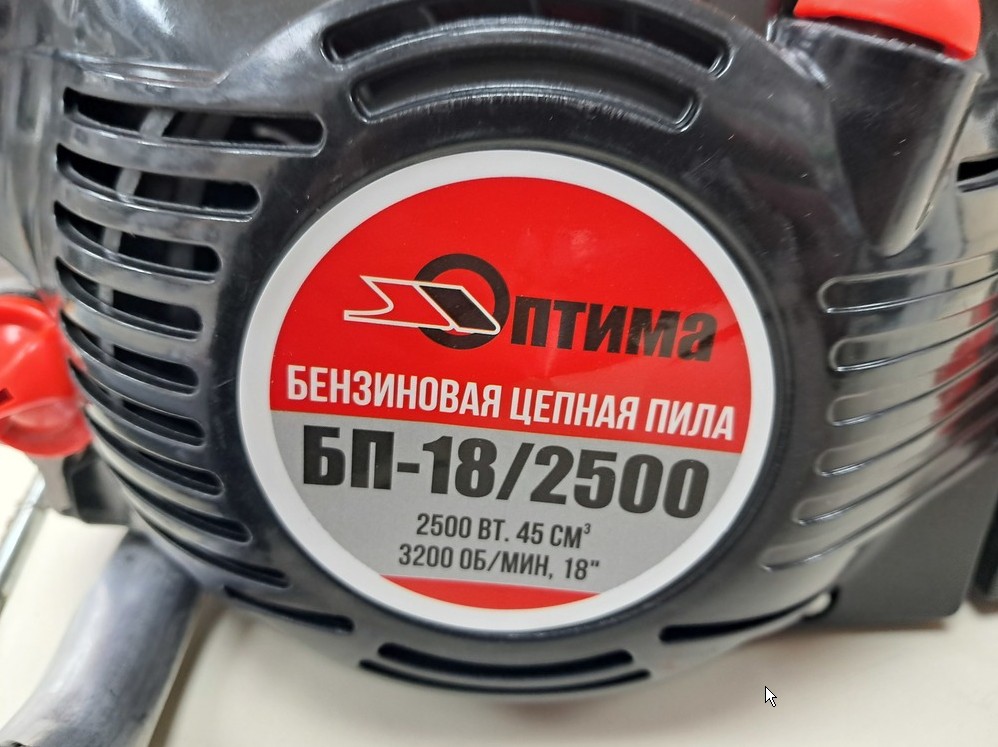 Оптима
БЕНЗИНОВАЯ ЦЕПНАЯ ПИЛА
БП-18/2500
2500 ВТ. 45 СМ³
3200 ОБ/МИН, 18"